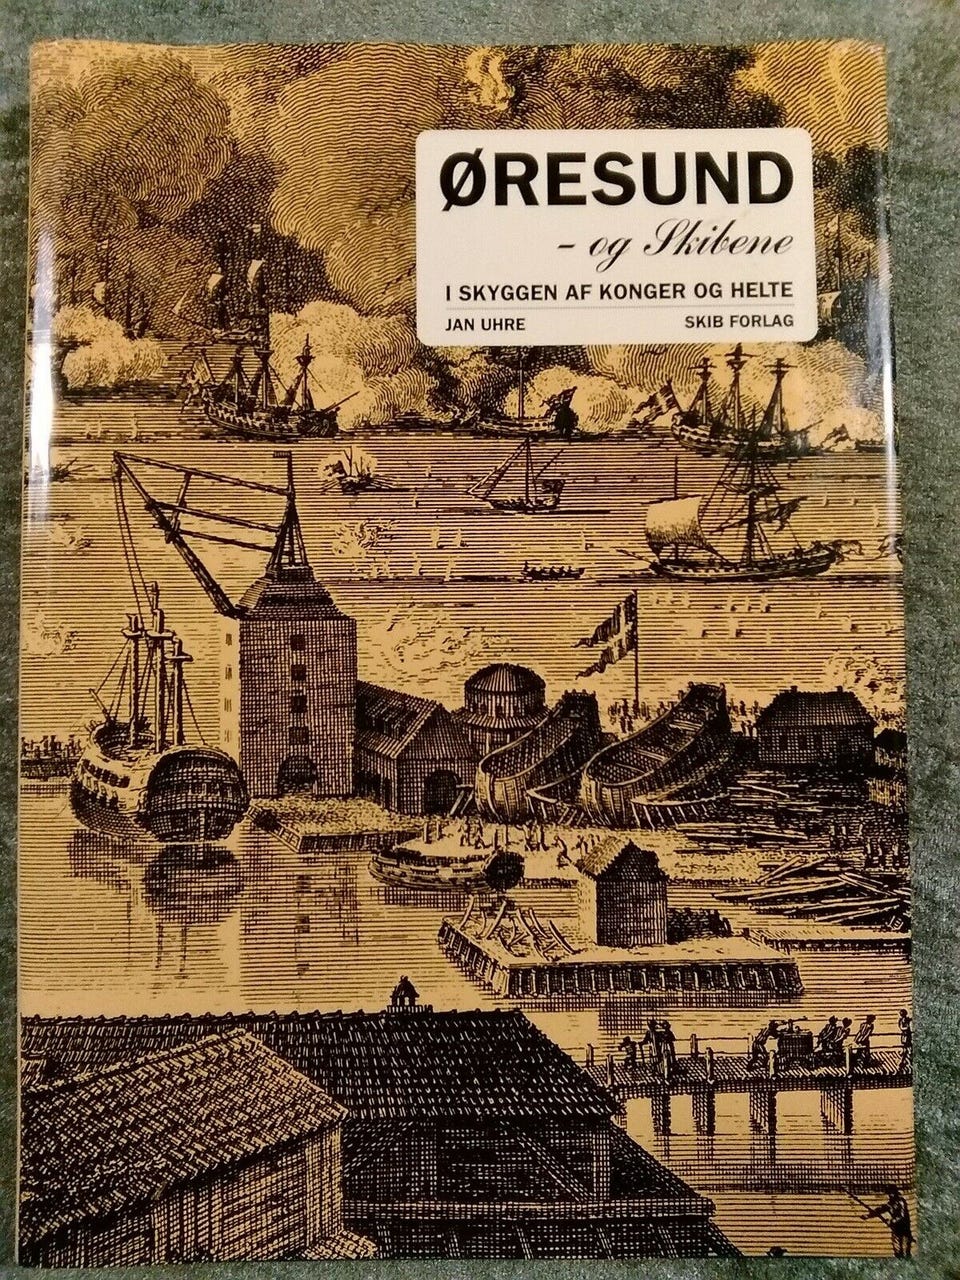 ØRESUND
- og Skibene
I SKYGGEN AF KONGER OG HELTE
JAN UHRE SKIB FORLAG